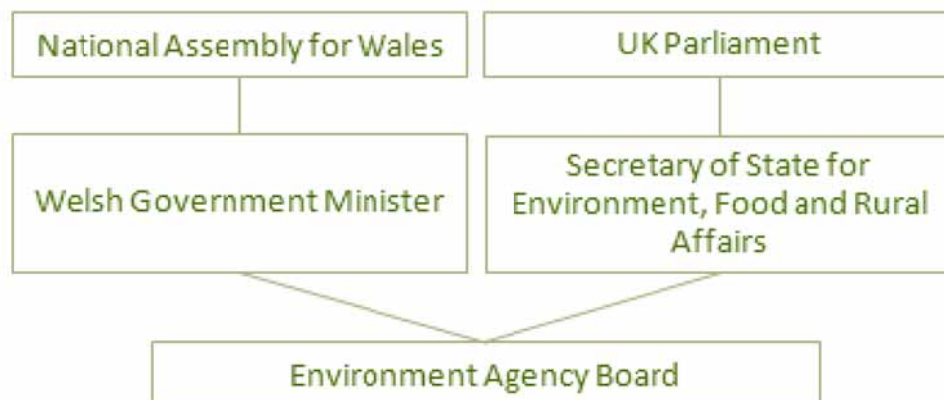 National Assembly for Wales
UK Parliament
Welsh Government Minister
Secretary of State for
Environment, Food and Rural
Affairs
Environment Agency Board